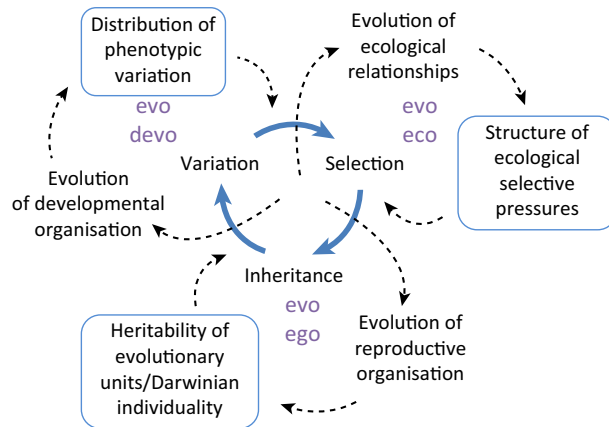 Distribution of
phenotypic
variation
evo
devo
Variation
Evolution
of developmental
organisation
Evolution of
ecological
relationships
evo
eco
Selection
Structure of
ecological
selective
pressures
Inheritance
evo
ego
Heritability of
evolutionary
units/Darwinian
individuality
Evolution of
reproductive
organisation